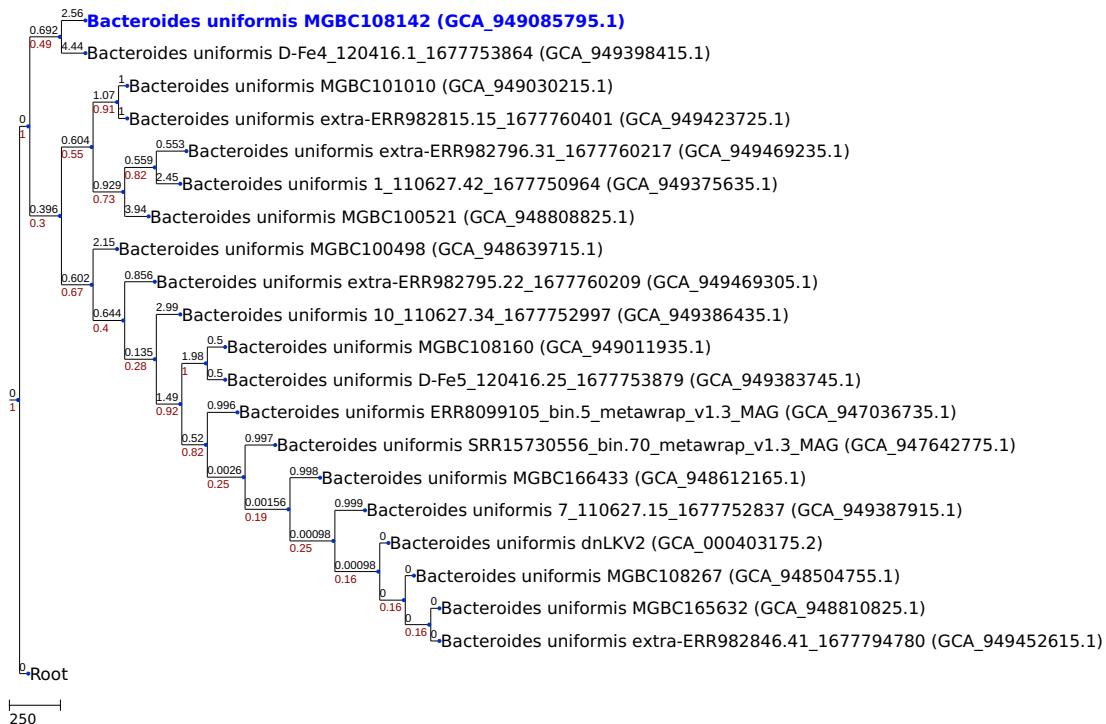 2.56
Bacteroides uniformis MGBC108142 (GCA_949085795.1)
0.692
0.49
4.44
Bacteroides uniformis D-Fe4_120416.1_1677753864 (GCA_949398415.1)
1
Bacteroides uniformis MGBC101010 (GCA_949030215.1)
1.07
0.91
1
Bacteroides uniformis extra-ERR982815.15_1677760401 (GCA_949423725.1)
0
1
0.604
0.55
0.553
Bacteroides uniformis extra-ERR982796.31_1677760217 (GCA_949469235.1)
0.559
0.82
2.45
Bacteroides uniformis 1_110627.42_1677750964 (GCA_949375635.1)
0.929
0.73
3.94
Bacteroides uniformis MGBC100521 (GCA_948808825.1)
0.396
0.3
2.15
Bacteroides uniformis MGBC100498 (GCA_948639715.1)
0.602
0.67
0.856
Bacteroides uniformis extra-ERR982795.22_1677760209 (GCA_949469305.1)
0.644
0.4
2.99
Bacteroides uniformis 10_110627.34_1677752997 (GCA_949386435.1)
0.135
0.28
0.5
Bacteroides uniformis MGBC108160 (GCA_949011935.1)
1.98
1
0.5
Bacteroides uniformis D-Fe5_120416.25_1677753879 (GCA_949383745.1)
1.49
0.92
0.996
Bacteroides uniformis ERR8099105_bin.5_metawrap_v1.3_MAG (GCA_947036735.1)
0.52
0.82
0.997
Bacteroides uniformis SRR15730556_bin.70_metawrap_v1.3_MAG (GCA_947642775.1)
0.0026
0.25
0.998
Bacteroides uniformis MGBC166433 (GCA_948612165.1)
0.00156
0.19
0.999
Bacteroides uniformis 7_110627.15_1677752837 (GCA_949387915.1)
0.00098
0.25
0
Bacteroides uniformis dnLKV2 (GCA_000403175.2)
0.00098
0.16
0
Bacteroides uniformis MGBC108267 (GCA_948504755.1)
0
0.16
0
Bacteroides uniformis MGBC165632 (GCA_948810825.1)
0
0.16
0
Bacteroides uniformis extra-ERR982846.41_1677794780 (GCA_949452615.1)
0
1
0
Root
250